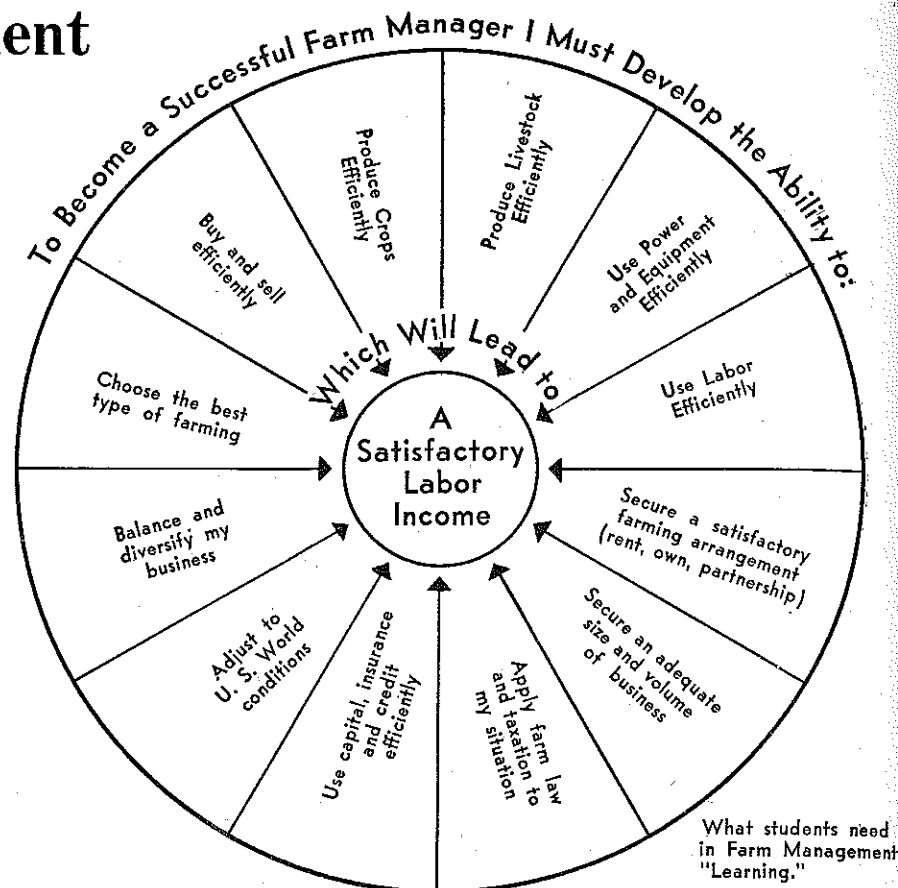 ent
To Become a Successful Farm Manager I Must Develop the Ability to:
Produce Livestock
Efficiently
Use Power
and Equipment
Efficiently
Use Labor
Efficiently
Secure a satisfactory
farming arrangement
(rent, own, partnership)
Secure an adequate
size and volume
of business
Apply farm law
and taxation to
my situation
Use capital, insurance
and credit
efficiently
Adjust to
U. S. World
conditions
Balance and
diversify my
business
Choose the best
type of farming
Buy and sell
efficiently
Produce Crops
Efficiently
Which Will Lead to
A
Satisfactory
Labor
Income
What students need
in Farm Management
"Learning."